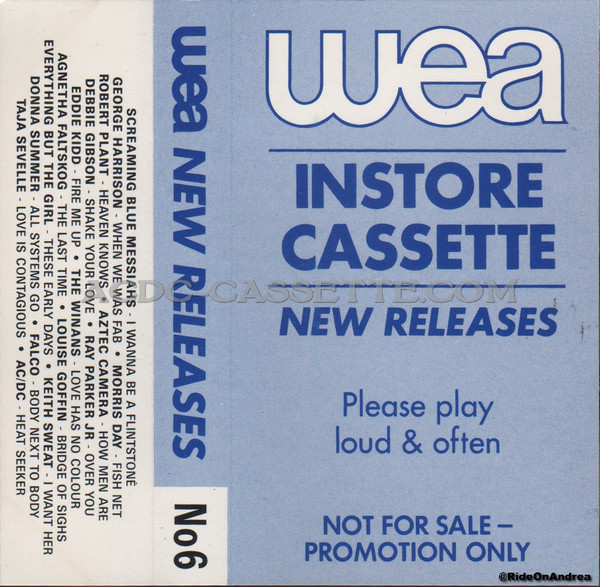 SCREAMING BLUE MESSIAHS - I WANNA BE A FLINTSTONE
GEORGE HARRISON - WHEN WE WAS FAB • MORRIS DAY - FISH NET
ROBERT PLANT - HEAVEN KNOWS • AZTEC CAMERA - HOW MEN ARE
DEBBIE GIBSON - SHAKE YOUR LOVE • RAY PARKER JR - OVER YOU
EDDIE KIDD - FIRE ME UP • THE WINANS - LOVE HAS NO COLOUR
AGNETHA FALTSKOG - THE LAST TIME • LOUISE GOFFIN - BRIDGE OF SIGHS
EVERYTHING BUT THE GIRL - THESE EARLY DAYS • KEITH SWEAT - I WANT HER
DONNA SUMMER - ALL SYSTEMS GO • FALCO - BODY NEXT TO BODY
TAJA SEVELLE - LOVE IS CONTAGIOUS • AC/DC - HEAT SEEKER
wea NEW RELEASES
No6
wea
INSTORE
CASSETTE
NEW RELEASES
Please play
loud & often
NOT FOR SALE –
PROMOTION ONLY
ACDC-CASSETTE.COM
@RideOnAndrea